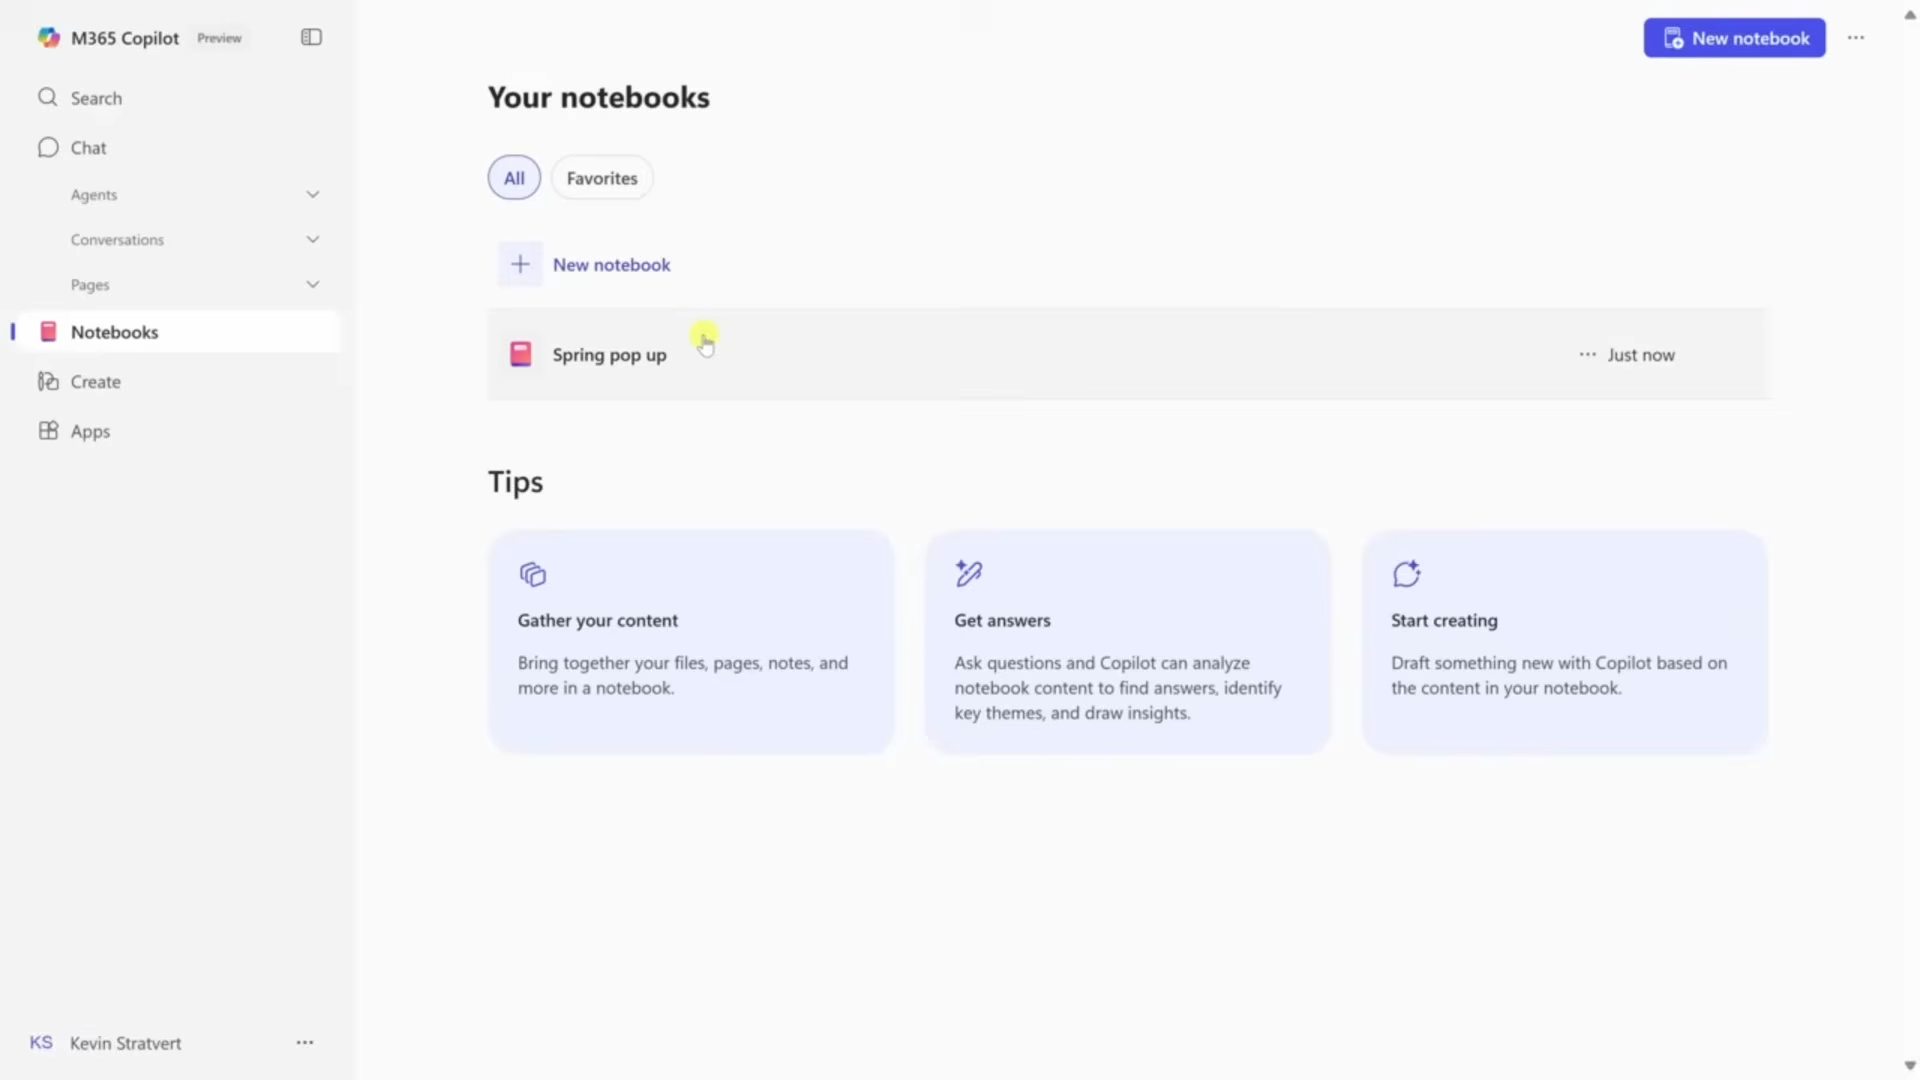 M365 Copilot Preview
Search
Chat
Agents
Conversations
Pages
Notebooks
Create
Apps
KS Kevin Stratvert
New notebook
Your notebooks
All Favorites
New notebook
Spring pop up
Just now
Tips
Gather your content
Bring together your files, pages, notes, and
more in a notebook.
Get answers
Ask questions and Copilot can analyze
notebook content to find answers, identify
key themes, and draw insights.
Start creating
Draft something new with Copilot based on
the content in your notebook.